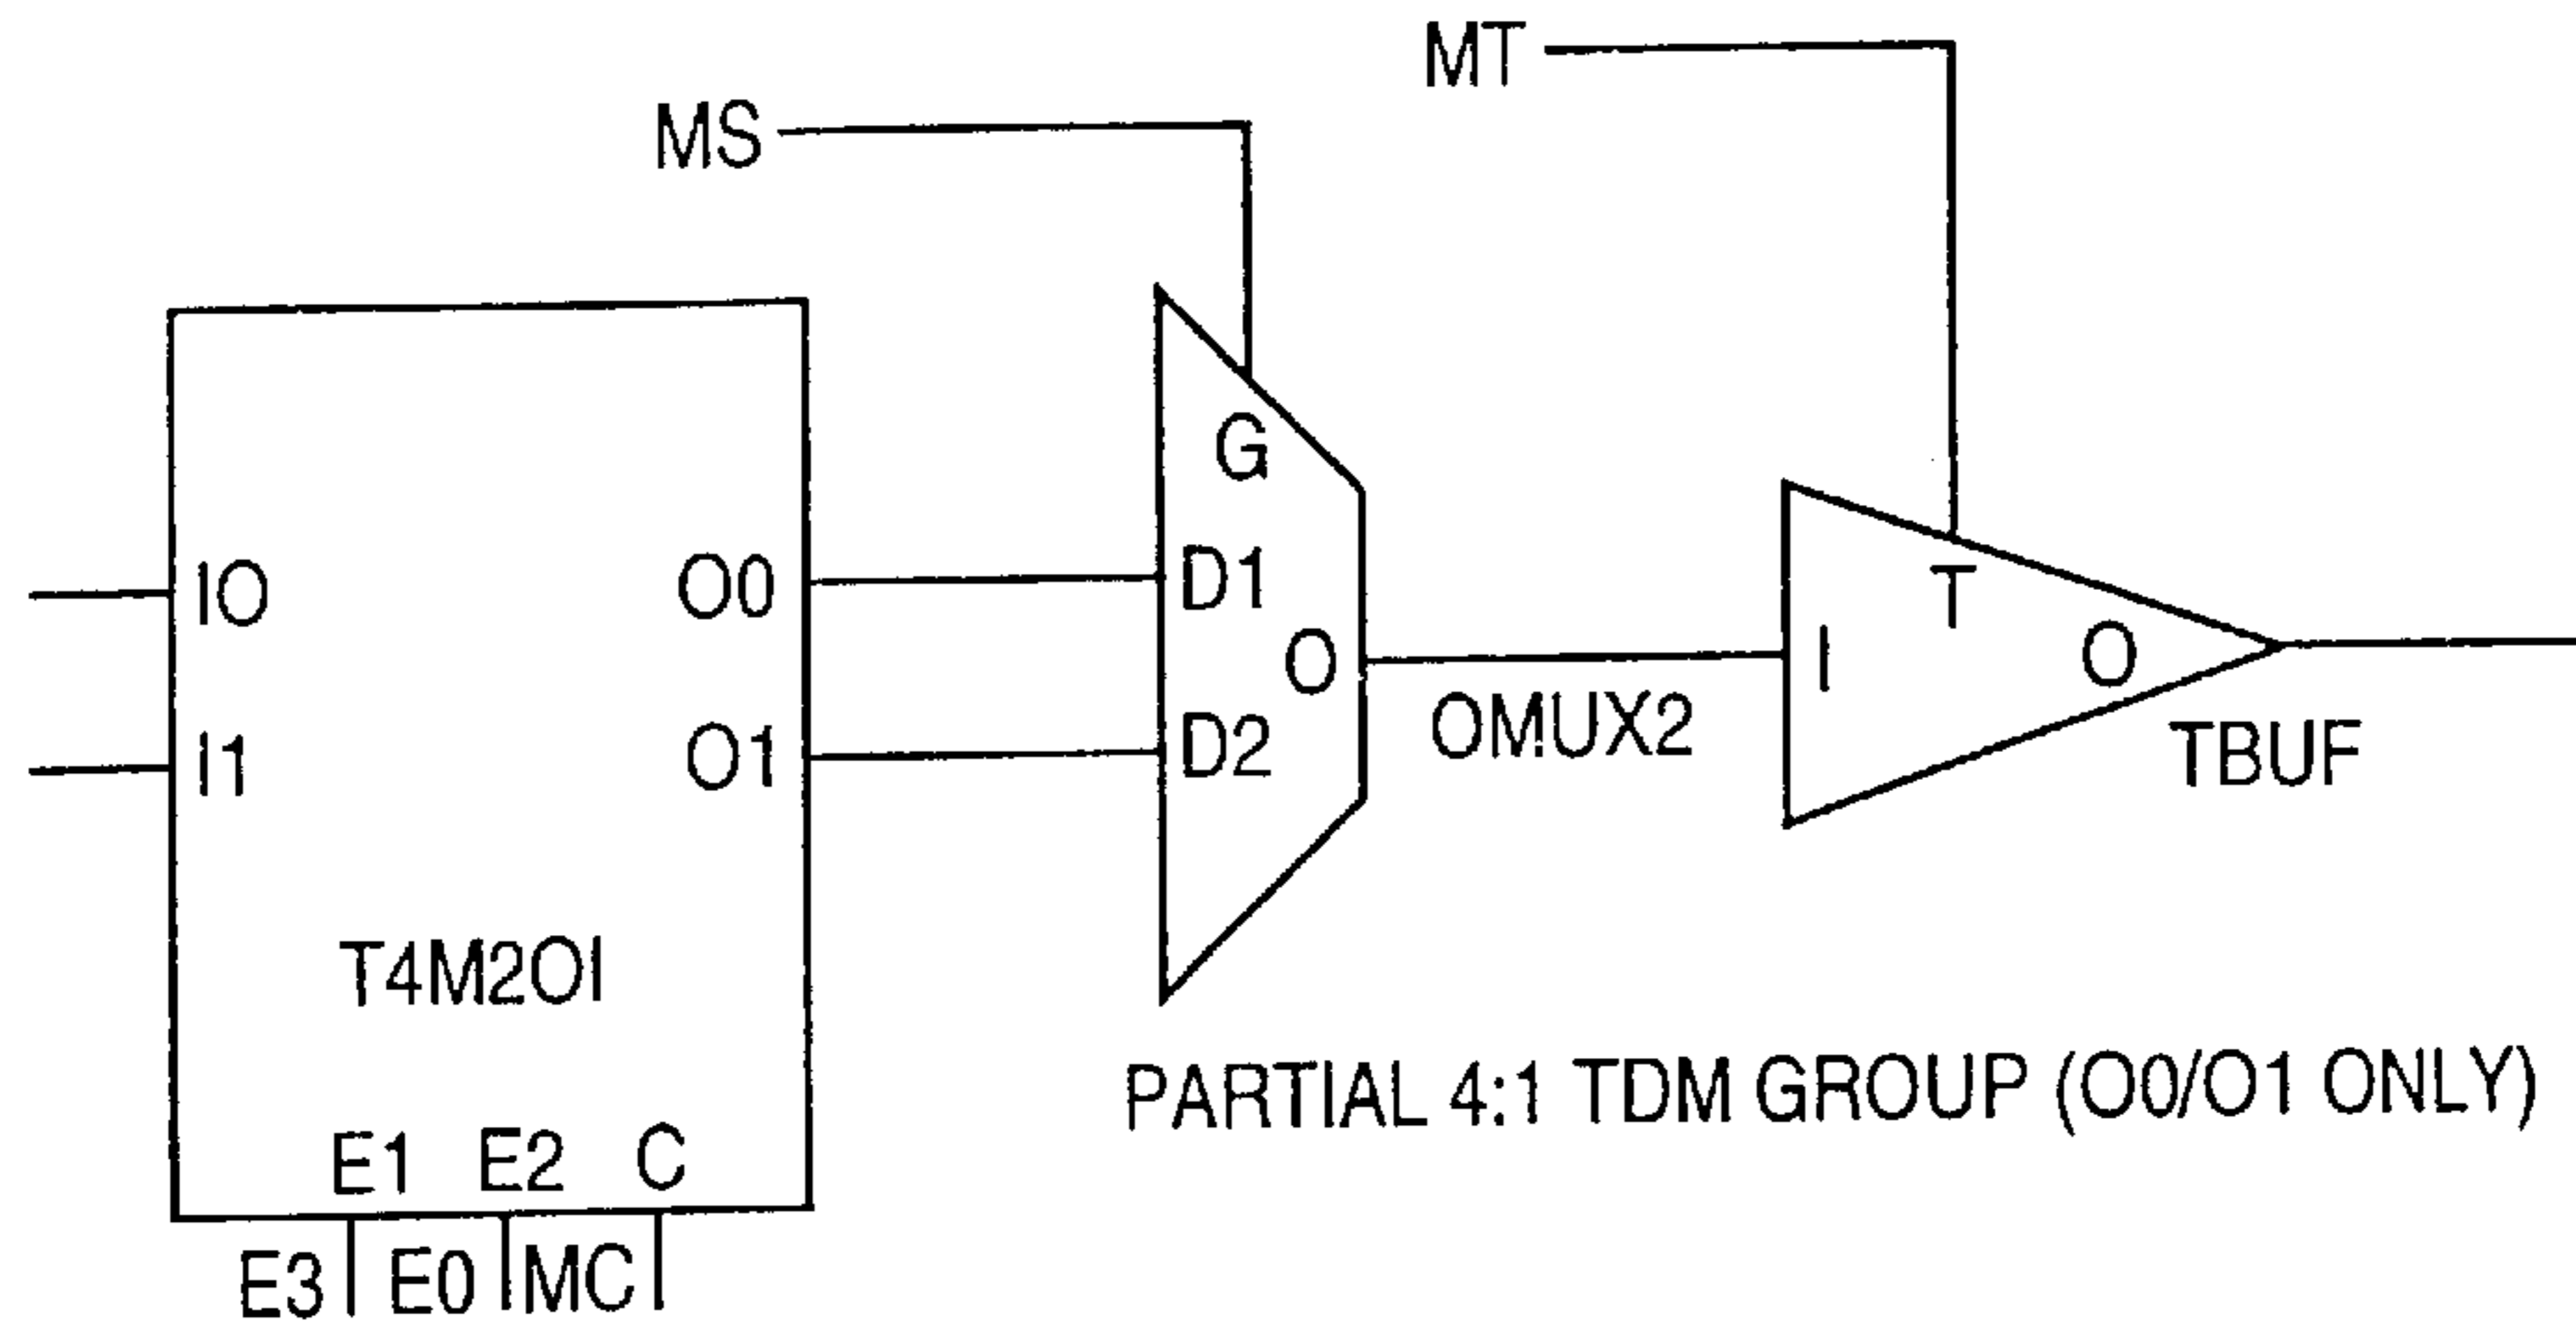 MT
MS
G
IO
O0
D1
T
I1
O1
D2
O
OMUX2
I
O
TBUF
T4M2OI
PARTIAL 4:1 TDM GROUP (O0/O1 ONLY)
E1 E2 C
E3 E0 MC